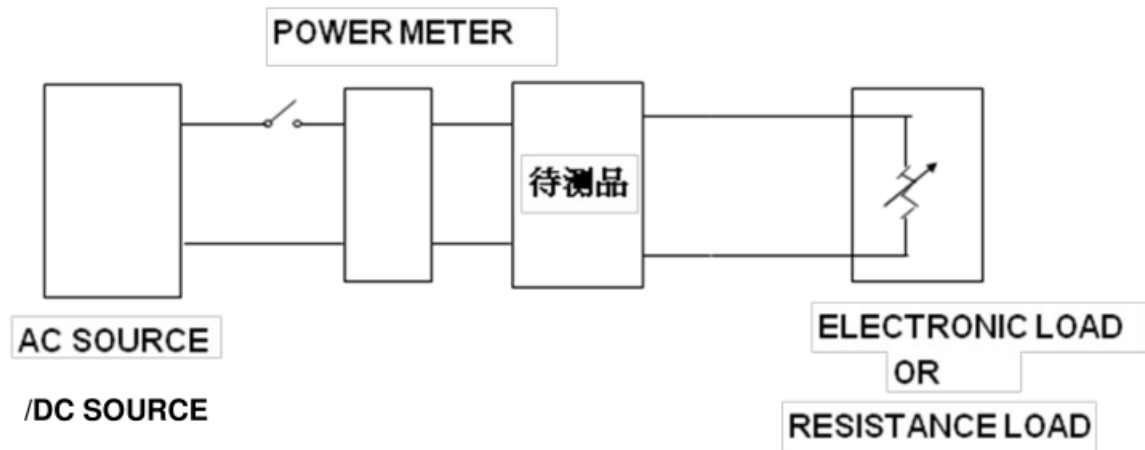 POWER METER
待测品
AC SOURCE
/DC SOURCE
ELECTRONIC LOAD
OR
RESISTANCE LOAD